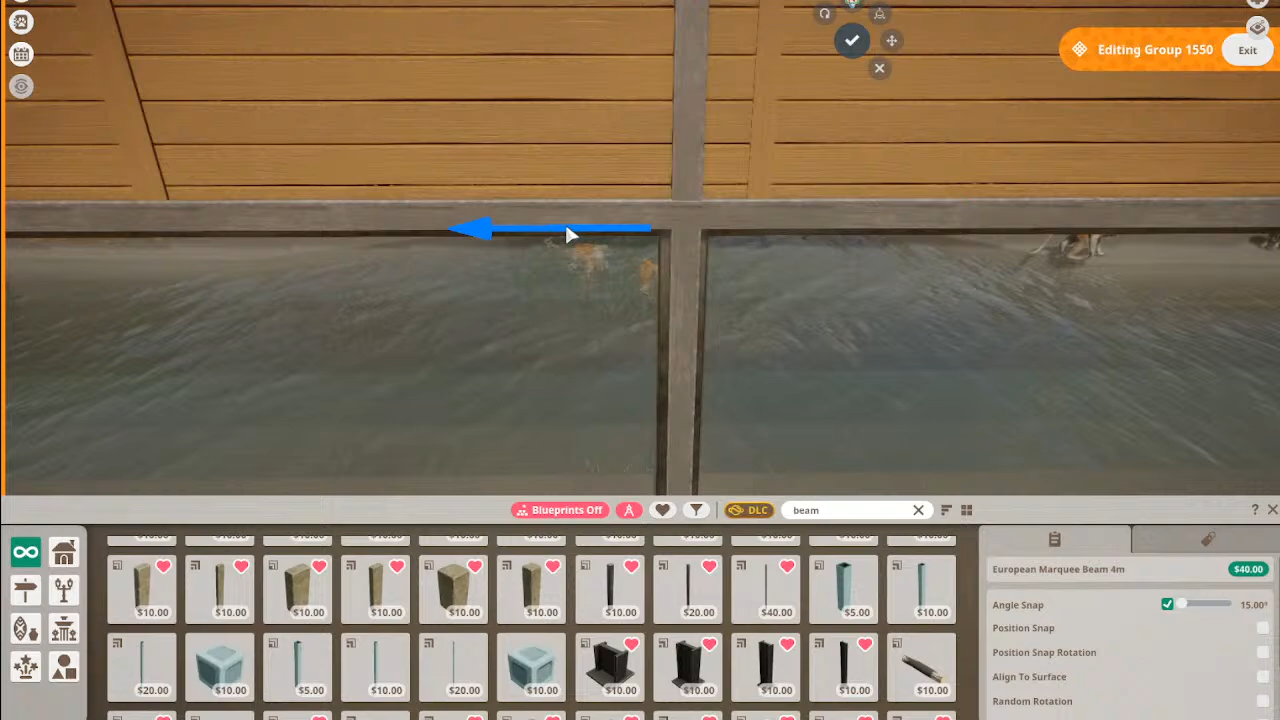 Editing Group 1550 Exit
Blueprints Off DLC beam
European Marquee Beam 4m $40.00
$10.00 $10.00 $10.00 $10.00 $10.00 $10.00 $10.00 $20.00 $40.00 $5.00 $10.00
Angle Snap 15.00°
Position Snap
Position Snap Rotation
Align To Surface
$20.00 $10.00 $5.00 $10.00 $20.00 $10.00 $10.00 $10.00 $10.00 $10.00 $10.00
Random Rotation